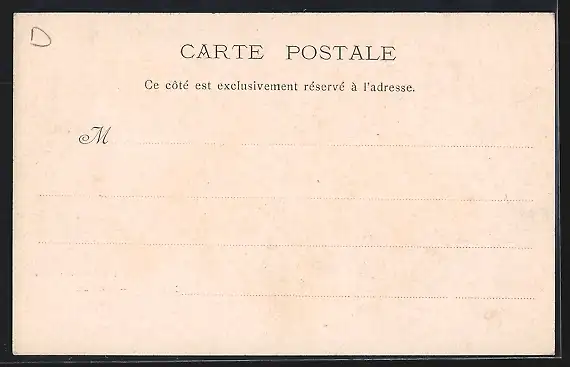 D
CARTE POSTALE
Ce côté est exclusivement réservé à l'adresse.
M